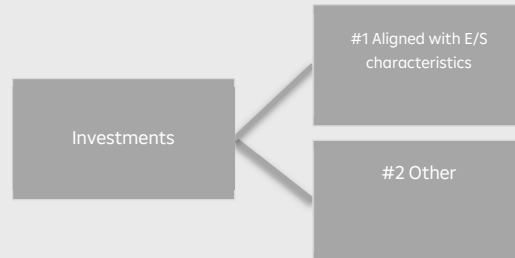 #1 Aligned with E/S
characteristics
Investments
#2 Other